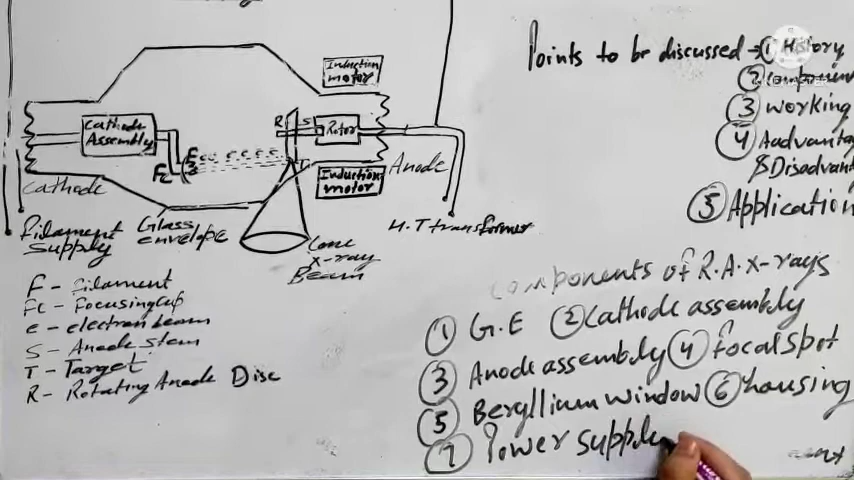 Points to be discussed - ① History
② Componen
③ working
④ Aadvantag
& Disadvant
⑤ Application
Induction
motor
Cathode
Assembly
R
S
Rotor
F
e e e e e e
Fc
T
Cathode
Induction
motor
Anode
Filament
Supply
Glass
envelope
Cone
x-ray
Beam
H.T transformer
F - Filament
Fc - Focusing cup
e - electron beam
S - Anode stem
T - Target
R - Rotating Anode Disc
Components of R.A. X-rays
① G.E ② Cathode assembly
③ Anode assembly ④ focal spot
⑤ Beryllium window ⑥ housing
⑦ Power supply